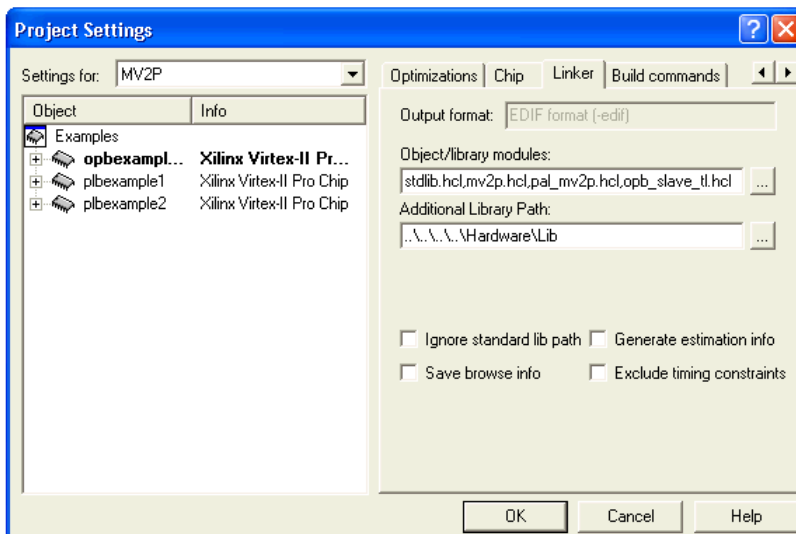 Project Settings
Settings for: MV2P
Object Info
Examples
opbexampl... Xilinx Virtex-II Pr...
plbexample1 Xilinx Virtex-II Pro Chip
plbexample2 Xilinx Virtex-II Pro Chip
Optimizations Chip Linker Build commands
Output format: EDIF format (-edif)
Object/library modules:
stdlib.hcl,mv2p.hcl,pal_mv2p.hcl,opb_slave_tl.hcl ...
Additional Library Path:
..\..\..\..\Hardware\Lib ...
Ignore standard lib path Generate estimation info
Save browse info Exclude timing constraints
OK Cancel Help